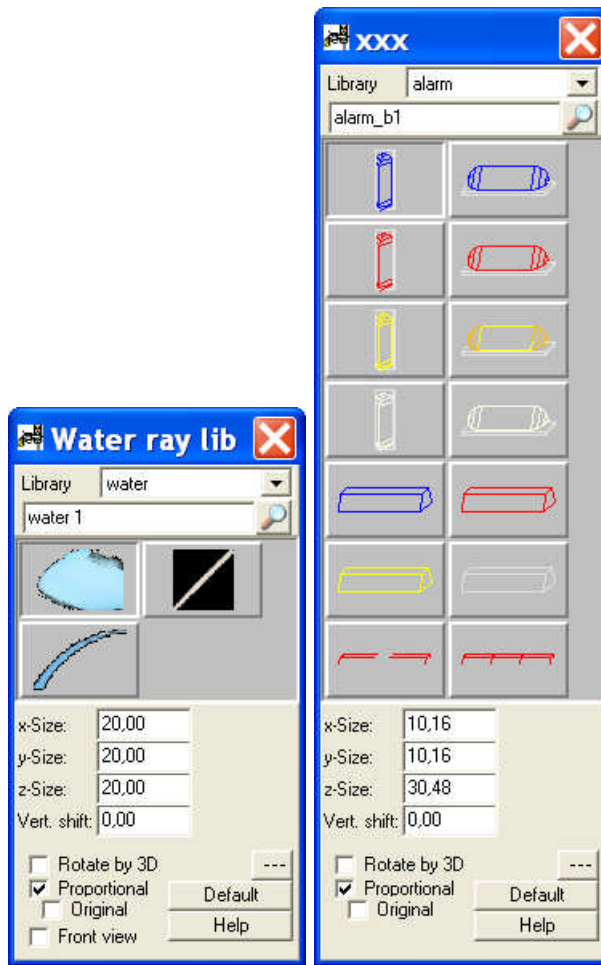 Water ray lib
Library water
water 1
x-Size: 20,00
y-Size: 20,00
z-Size: 20,00
Vert. shift: 0,00
Rotate by 3D
---
Proportional
Default
Original
Help
Front view
xxx
Library alarm
alarm_b1
x-Size: 10,16
y-Size: 10,16
z-Size: 30,48
Vert. shift: 0,00
Rotate by 3D
---
Proportional
Default
Original
Help